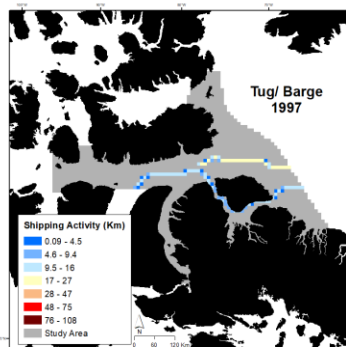 Tug/ Barge
1997
Shipping Activity (Km)
0.09 - 4.5
4.6 - 9.4
9.5 - 16
17 - 27
28 - 47
48 - 75
76 - 108
Study Area
N
0 30 60 120 Km